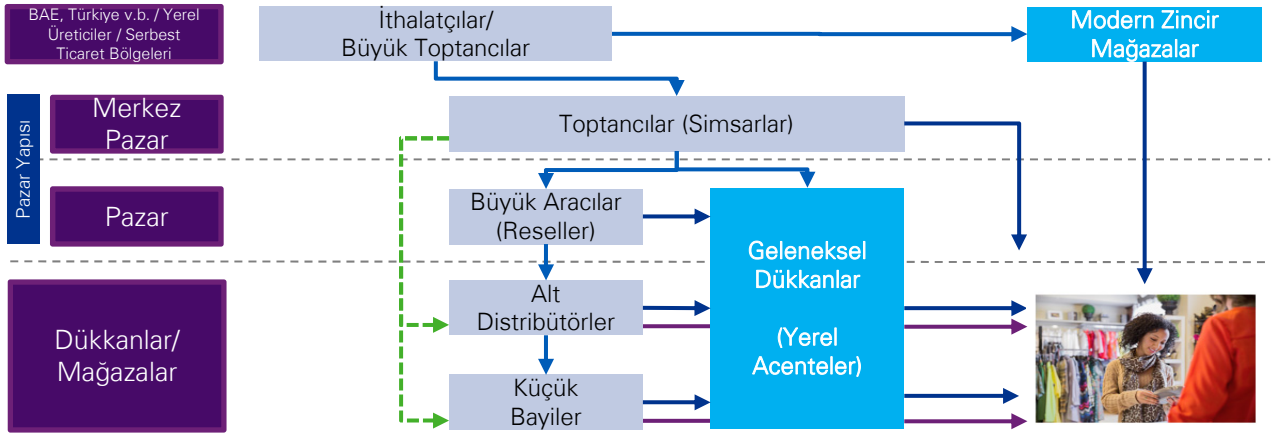 BAE, Türkiye v.b. / Yerel
Üreticiler / Serbest
Ticaret Bölgeleri
İthalatçılar/
Büyük Toptancılar
Modern Zincir
Mağazalar
Pazar Yapısı
Merkez
Pazar
Toptancılar (Simsarlar)
Pazar
Büyük Aracılar
(Reseller)
Geleneksel
Dükkanlar
(Yerel
Acenteler)
Dükkanlar/
Mağazalar
Alt
Distribütörler
Küçük
Bayiler